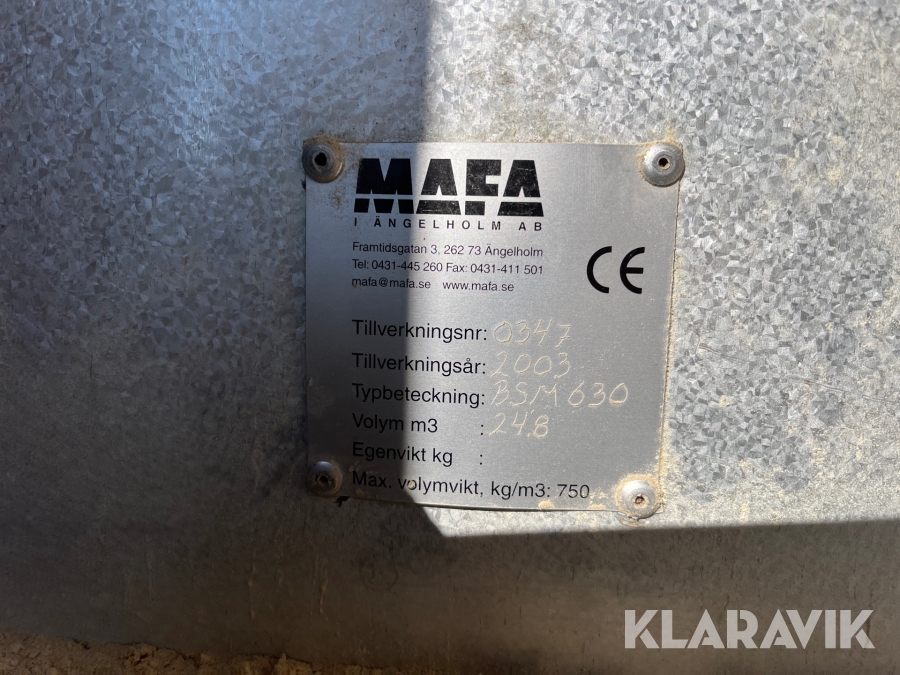 MAFA
I ÄNGELHOLM AB
Framtidsgatan 3, 262 73 Ängelholm
Tel: 0431-445 260 Fax: 0431-411 501
mafa@mafa.se www.mafa.se
CE
Tillverkningsnr: 0347
Tillverkningsår: 2003
Typbeteckning: BSM 630
Volym m3 : 24.8
Egenvikt kg :
Max. volymvikt, kg/m3: 750
KLARAVIK